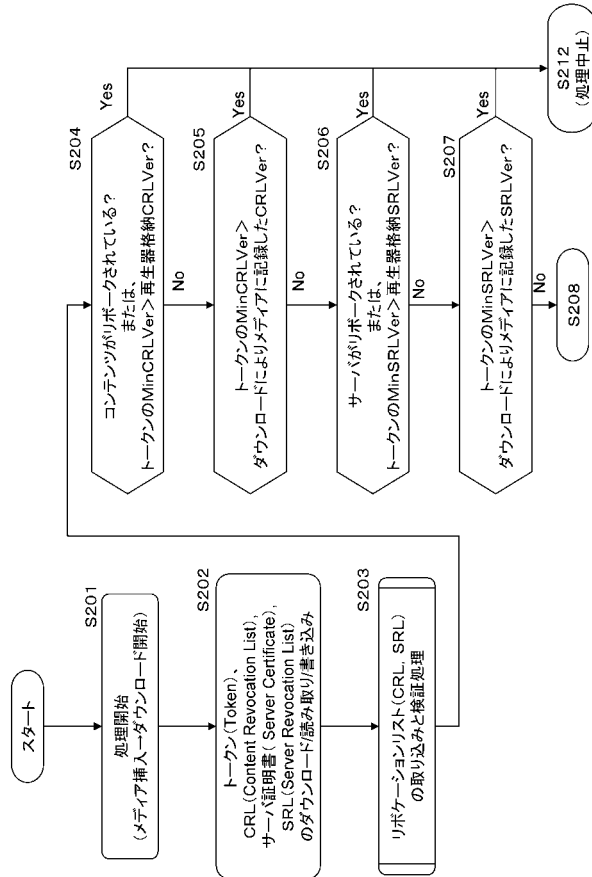 スタート
S201
処理開始
(メディア挿入→ダウンロード開始)
S202
トークン(Token)、
CRL(Content Revocation List),
サーバ証明書( Server Certificate),
SRL(Server Revocation List)
のダウンロード/読み取り/書き込み
S203
リボケーションリスト(CRL, SRL)
の取り込みと検証処理
S204
コンテンツがリボークされている?
または、
トークンのMinCRLVer>再生器格納CRLVer?
Yes
No
S205
トークンのMinCRLVer>
ダウンロードによりメディアに記録したCRLVer?
Yes
No
S206
サーバがリボークされている?
または、
トークンのMinSRLVer>再生器格納SRLVer?
Yes
No
S207
トークンのMinSRLVer>
ダウンロードによりメディアに記録したSRLVer?
Yes
No
S208
S212
(処理中止)